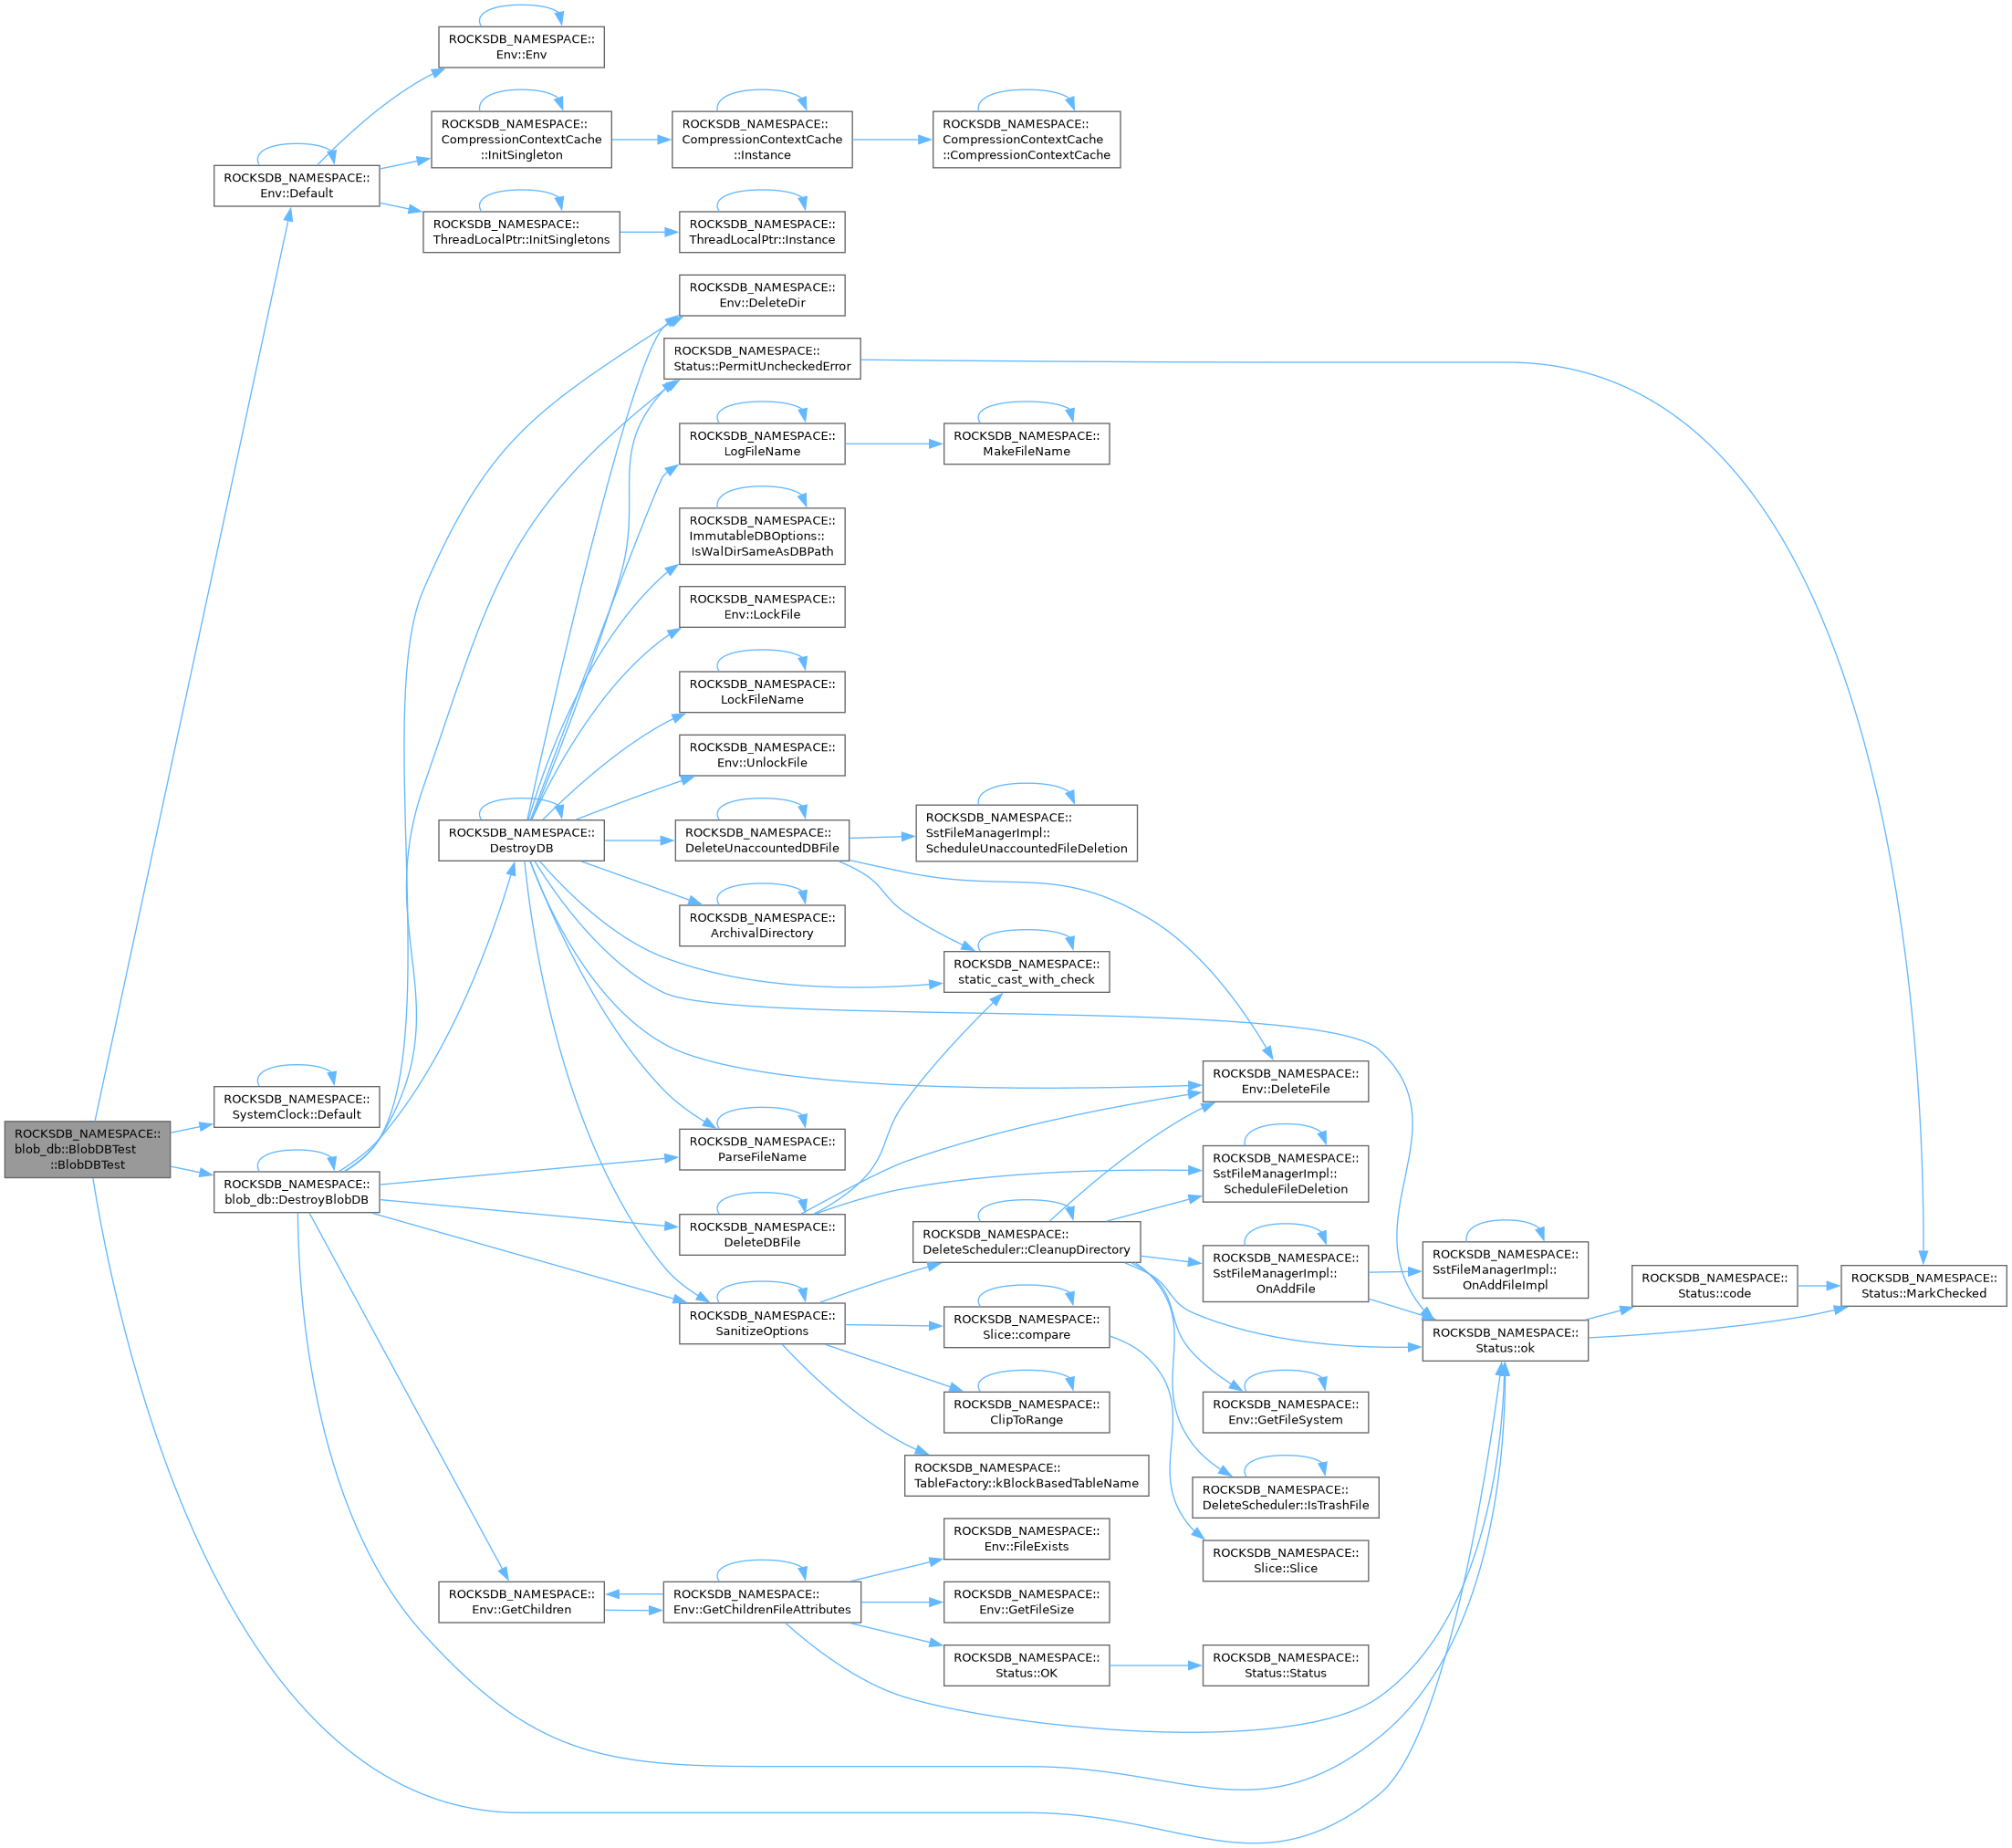 ROCKSDB_NAMESPACE::
blob_db::BlobDBTest
::BlobDBTest
ROCKSDB_NAMESPACE::
Env::Default
ROCKSDB_NAMESPACE::
SystemClock::Default
ROCKSDB_NAMESPACE::
blob_db::DestroyBlobDB
ROCKSDB_NAMESPACE::
Env::Env
ROCKSDB_NAMESPACE::
CompressionContextCache
::InitSingleton
ROCKSDB_NAMESPACE::
ThreadLocalPtr::InitSingletons
ROCKSDB_NAMESPACE::
DestroyDB
ROCKSDB_NAMESPACE::
Env::GetChildren
ROCKSDB_NAMESPACE::
CompressionContextCache
::Instance
ROCKSDB_NAMESPACE::
ThreadLocalPtr::Instance
ROCKSDB_NAMESPACE::
Env::DeleteDir
ROCKSDB_NAMESPACE::
Status::PermitUncheckedError
ROCKSDB_NAMESPACE::
LogFileName
ROCKSDB_NAMESPACE::
ImmutableDBOptions::
IsWalDirSameAsDBPath
ROCKSDB_NAMESPACE::
Env::LockFile
ROCKSDB_NAMESPACE::
LockFileName
ROCKSDB_NAMESPACE::
Env::UnlockFile
ROCKSDB_NAMESPACE::
DeleteUnaccountedDBFile
ROCKSDB_NAMESPACE::
ArchivalDirectory
ROCKSDB_NAMESPACE::
ParseFileName
ROCKSDB_NAMESPACE::
DeleteDBFile
ROCKSDB_NAMESPACE::
SanitizeOptions
ROCKSDB_NAMESPACE::
Env::GetChildrenFileAttributes
ROCKSDB_NAMESPACE::
CompressionContextCache
::CompressionContextCache
ROCKSDB_NAMESPACE::
MakeFileName
ROCKSDB_NAMESPACE::
SstFileManagerImpl::
ScheduleUnaccountedFileDeletion
ROCKSDB_NAMESPACE::
static_cast_with_check
ROCKSDB_NAMESPACE::
DeleteScheduler::CleanupDirectory
ROCKSDB_NAMESPACE::
Slice::compare
ROCKSDB_NAMESPACE::
ClipToRange
ROCKSDB_NAMESPACE::
TableFactory::kBlockBasedTableName
ROCKSDB_NAMESPACE::
Env::FileExists
ROCKSDB_NAMESPACE::
Env::GetFileSize
ROCKSDB_NAMESPACE::
Status::OK
ROCKSDB_NAMESPACE::
Env::DeleteFile
ROCKSDB_NAMESPACE::
SstFileManagerImpl::
ScheduleFileDeletion
ROCKSDB_NAMESPACE::
SstFileManagerImpl::
OnAddFile
ROCKSDB_NAMESPACE::
Env::GetFileSystem
ROCKSDB_NAMESPACE::
DeleteScheduler::IsTrashFile
ROCKSDB_NAMESPACE::
Slice::Slice
ROCKSDB_NAMESPACE::
Status::Status
ROCKSDB_NAMESPACE::
SstFileManagerImpl::
OnAddFileImpl
ROCKSDB_NAMESPACE::
Status::ok
ROCKSDB_NAMESPACE::
Status::code
ROCKSDB_NAMESPACE::
Status::MarkChecked